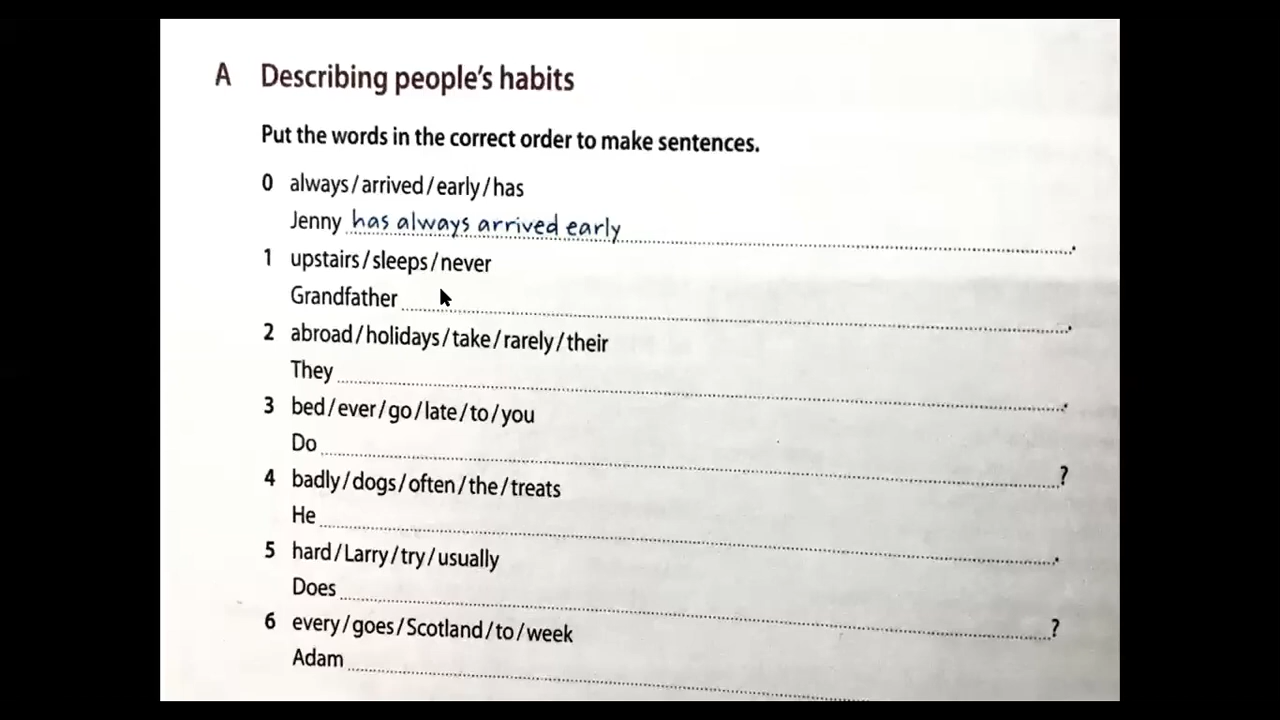 A Describing people's habits
Put the words in the correct order to make sentences.
0 always/arrived/early/has
Jenny has always arrived early.
1 upstairs/sleeps/never
Grandfather .
2 abroad/holidays/take/rarely/their
They .
3 bed/ever/go/late/to/you
Do ?
4 badly/dogs/often/the/treats
He .
5 hard/Larry/try/usually
Does ?
6 every/goes/Scotland/to/week
Adam